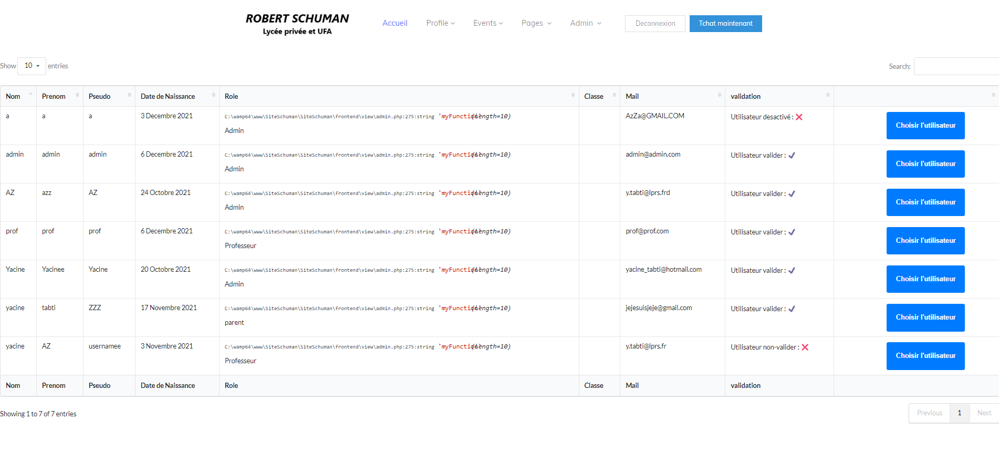 ROBERT SCHUMAN
Lycée privée et UFA
Accueil Profile Events Pages Admin Deconnexion Tchat maintenant
Show 10 entries Search:
Nom Prenom Pseudo Date de Naissance Role Classe Mail validation
a a a 3 Decembre 2021 C:\wamp64\www\SiteSchuman\SiteSchuman\frontend\view\admin.php:275:string 'myFunction' (length=10) AzZa@GMAIL.COM Utilisateur desactivé : ❌ Choisir l'utilisateur
Admin
admin admin admin 6 Decembre 2021 C:\wamp64\www\SiteSchuman\SiteSchuman\frontend\view\admin.php:275:string 'myFunction' (length=10) admin@admin.com Utilisateur valider : ✔ Choisir l'utilisateur
Admin
AZ azz AZ 24 Octobre 2021 C:\wamp64\www\SiteSchuman\SiteSchuman\frontend\view\admin.php:275:string 'myFunction' (length=10) y.tabti@lprs.frd Utilisateur valider : ✔ Choisir l'utilisateur
Admin
prof prof prof 6 Decembre 2021 C:\wamp64\www\SiteSchuman\SiteSchuman\frontend\view\admin.php:275:string 'myFunction' (length=10) prof@prof.com Utilisateur valider : ✔ Choisir l'utilisateur
Professeur
Yacine Yacinee Yacine 20 Octobre 2021 C:\wamp64\www\SiteSchuman\SiteSchuman\frontend\view\admin.php:275:string 'myFunction' (length=10) yacine_tabti@hotmail.com Utilisateur valider : ✔ Choisir l'utilisateur
Admin
yacine tabti ZZZ 17 Novembre 2021 C:\wamp64\www\SiteSchuman\SiteSchuman\frontend\view\admin.php:275:string 'myFunction' (length=10) jejesuisjeje@gmail.com Utilisateur valider : ✔ Choisir l'utilisateur
parent
yacine AZ usernamee 3 Novembre 2021 C:\wamp64\www\SiteSchuman\SiteSchuman\frontend\view\admin.php:275:string 'myFunction' (length=10) y.tabti@lprs.fr Utilisateur non-valider : ❌ Choisir l'utilisateur
Professeur
Nom Prenom Pseudo Date de Naissance Role Classe Mail validation
Showing 1 to 7 of 7 entries Previous 1 Next